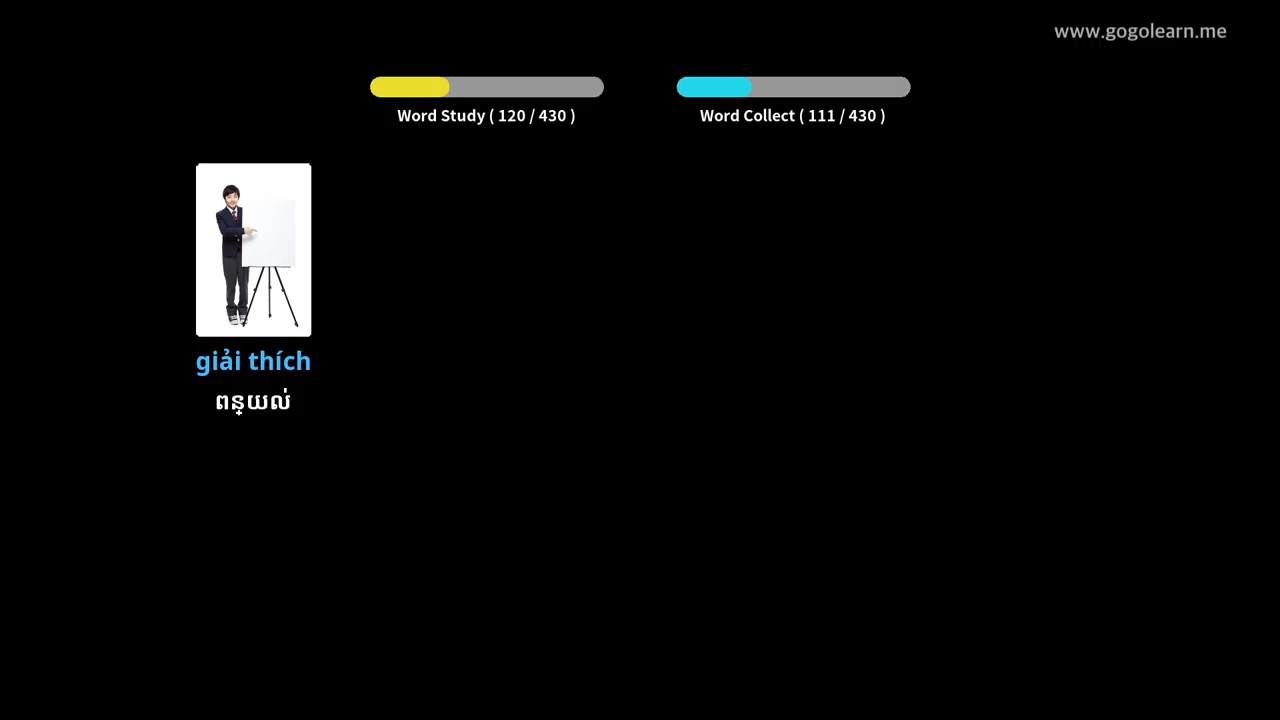 www.gogolearn.me
Word Study ( 120 / 430 )
Word Collect ( 111 / 430 )
giải thích
ពន្យល់